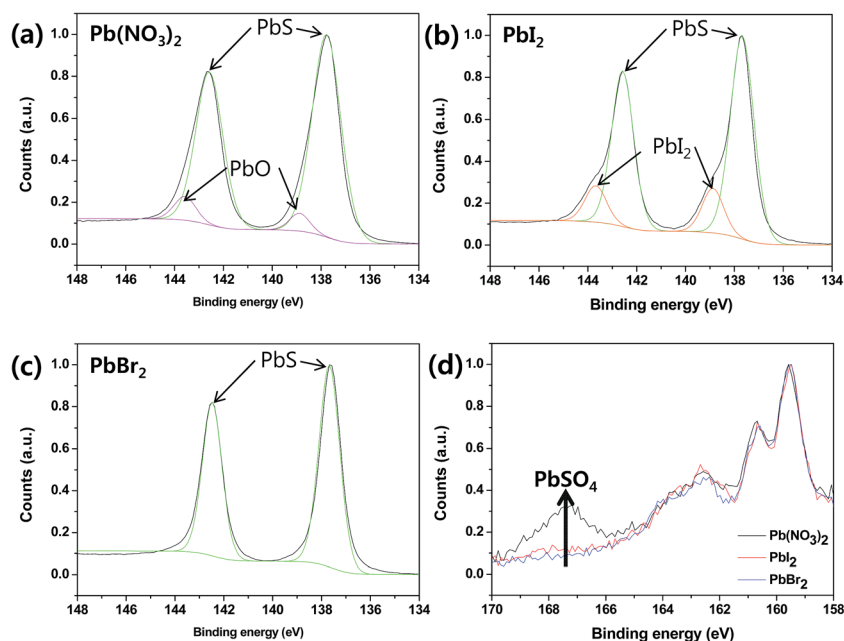 (a)
Pb(NO₃)₂
PbS
PbO
Counts (a.u.)
1.0
0.8
0.6
0.4
0.2
0.0
148 146 144 142 140 138 136 134
Binding energy (eV)
(b)
PbI₂
PbS
PbI₂
Counts (a.u.)
1.0
0.8
0.6
0.4
0.2
0.0
148 146 144 142 140 138 136 134
Binding energy (eV)
(c)
PbBr₂
PbS
Counts (a.u.)
1.0
0.8
0.6
0.4
0.2
0.0
148 146 144 142 140 138 136 134
Binding energy (eV)
(d)
PbSO₄
Counts (a.u.)
1.0
0.8
0.6
0.4
0.2
0.0
Pb(NO₃)₂
PbI₂
PbBr₂
170 168 166 164 162 160 158
Binding energy (eV)